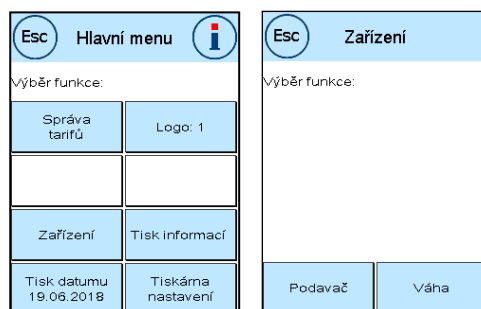 Esc Hlavní menu i
Výběr funkce:
Správa
tarifů
Logo: 1
Zařízení
Tisk informací
Tisk datumu
19.06.2018
Tiskárna
nastavení
Esc Zařízení
Výběr funkce:
Podavač
Váha